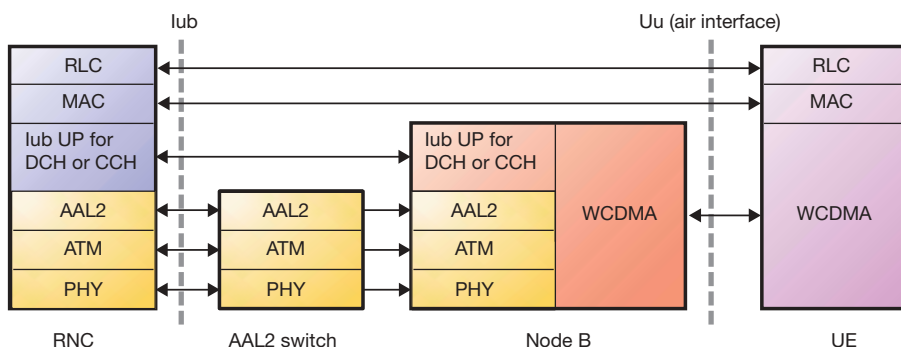 Iub
Uu (air interface)
RLC
RLC
MAC
MAC
Iub UP for
DCH or CCH
Iub UP for
DCH or CCH
AAL2
AAL2
AAL2
WCDMA
WCDMA
ATM
ATM
ATM
PHY
PHY
PHY
RNC
AAL2 switch
Node B
UE